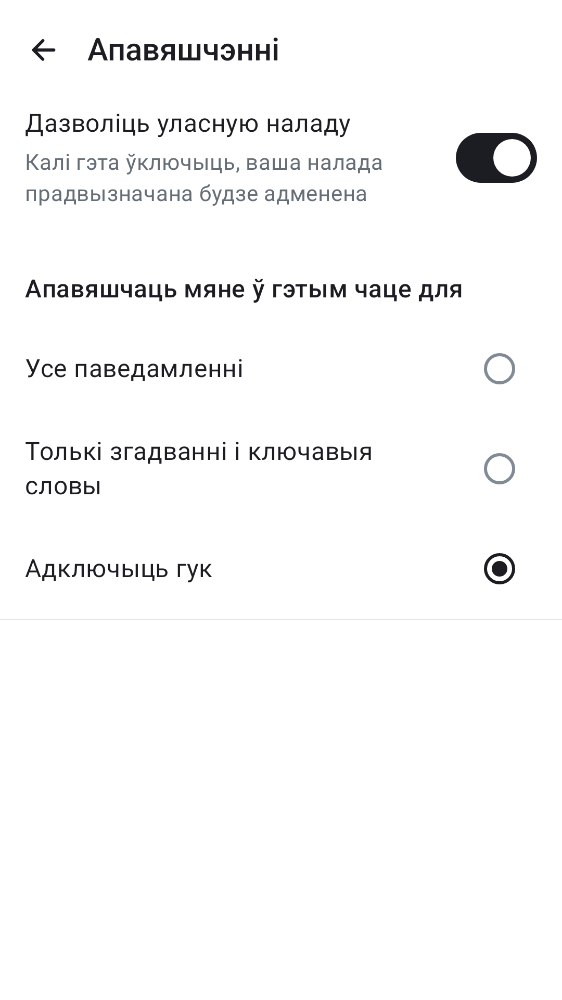 Апавяшчэнні
Дазволіць уласную наладу
Калі гэта ўключыць, ваша налада
прадвызначана будзе адменена
Апавяшчаць мяне ў гэтым чаце для
Усе паведамленні
Толькі згадванні і ключавыя
словы
Адключыць гук